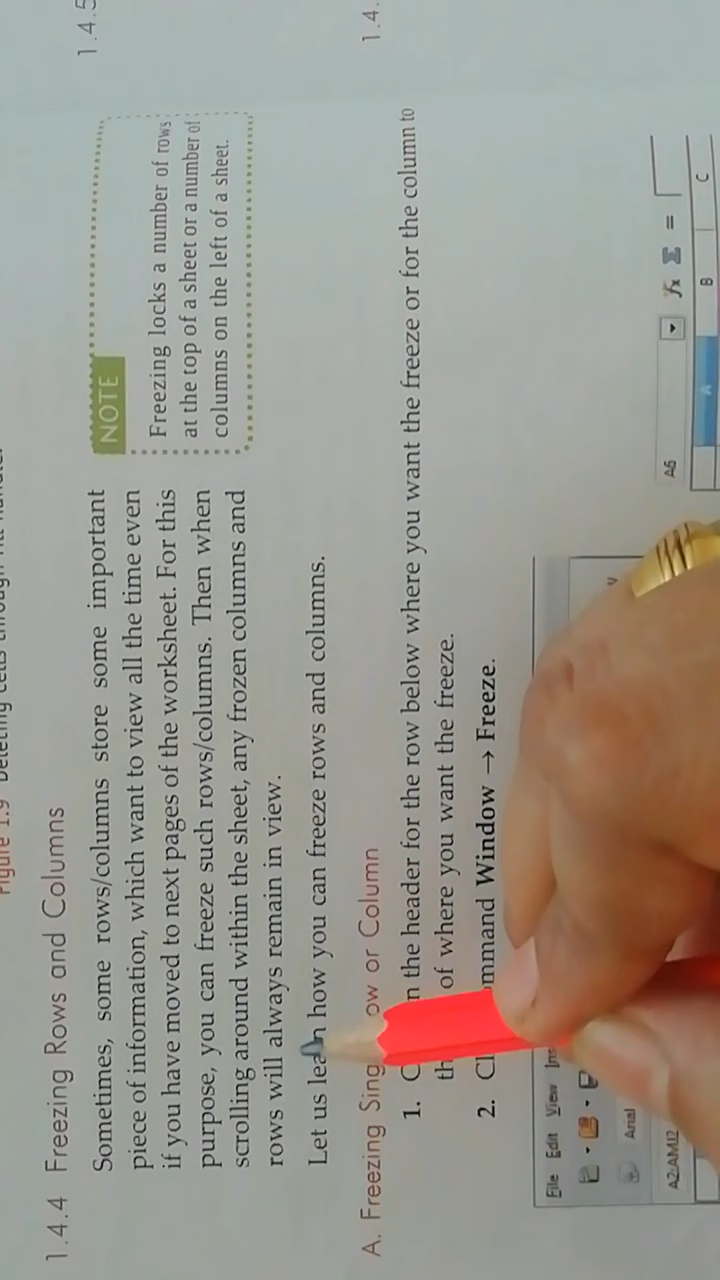 1.4.4 Freezing Rows and Columns
Sometimes, some rows/columns store some important
piece of information, which want to view all the time even
if you have moved to next pages of the worksheet. For this
purpose, you can freeze such rows/columns. Then when
scrolling around within the sheet, any frozen columns and
rows will always remain in view.
NOTE
Freezing locks a number of rows
at the top of a sheet or a number of
columns on the left of a sheet.
Let us how you can freeze rows and columns.
A. Freezing or Column
1. the header for the row below where you want the freeze or for the column to
of where you want the freeze.
2. Window → Freeze.
File Edit View
Arial
A2:AMJ2
A6
fx Σ =
A B C
1.4.5
1.4.